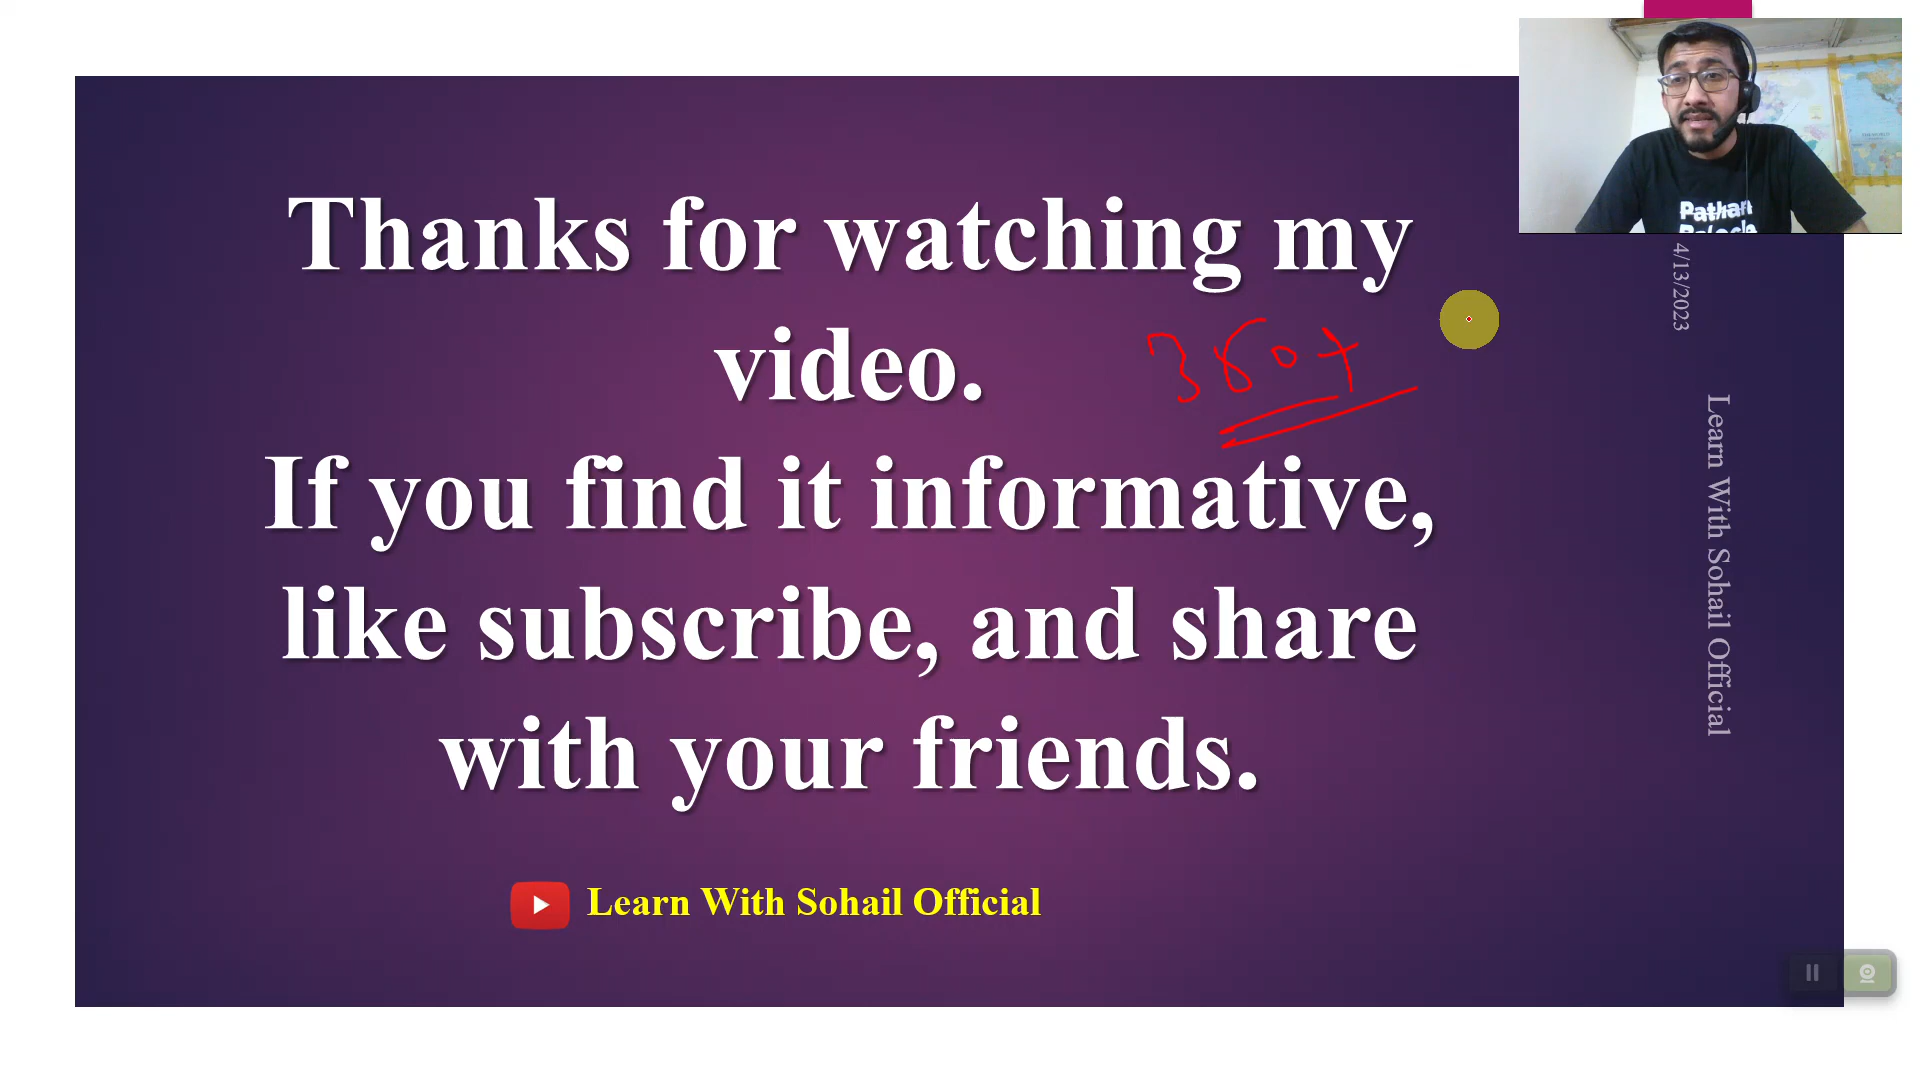 Thanks for watching my
video.
380+
If you find it informative,
like subscribe, and share
with your friends.
Learn With Sohail Official
4/13/2023
Learn With Sohail Official